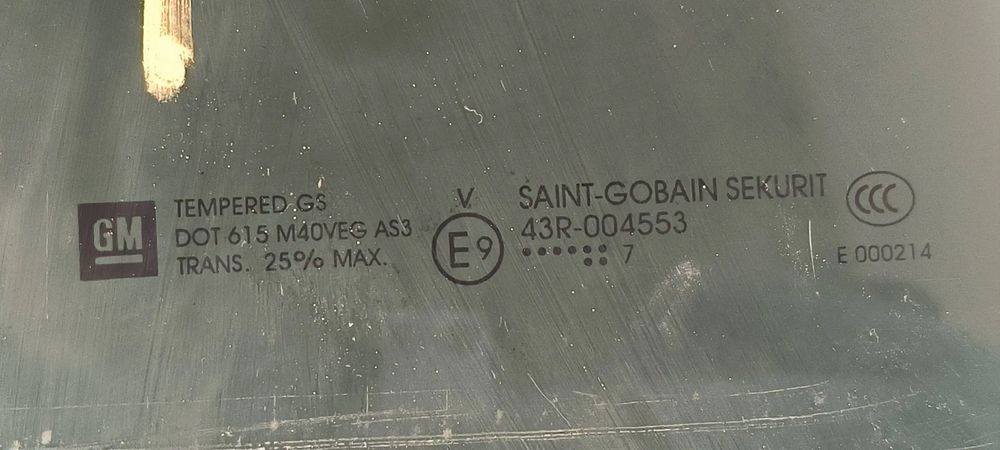 GM
TEMPERED GS
DOT 615 M40VEG AS3
TRANS. 25% MAX.
V
E9
SAINT-GOBAIN SEKURIT
43R-004553
7
CCC
E 000214